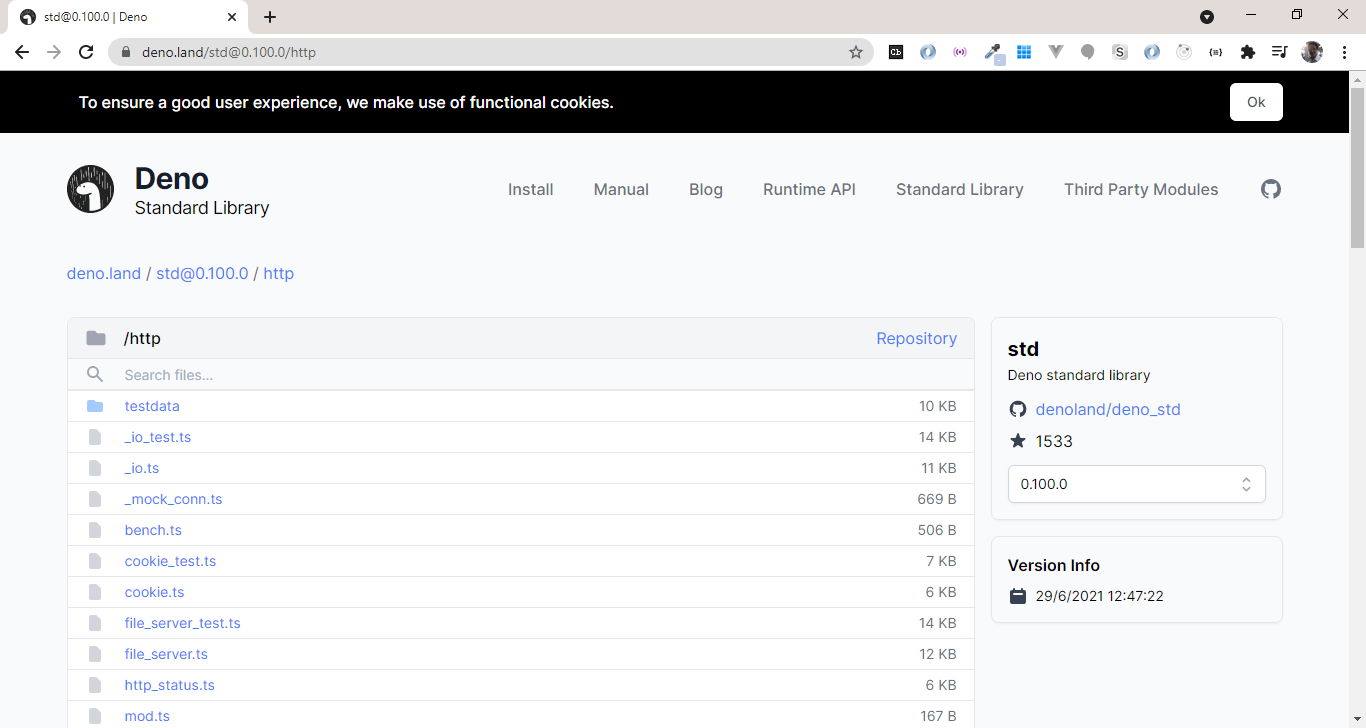 std@0.100.0 | Deno
deno.land/std@0.100.0/http
To ensure a good user experience, we make use of functional cookies.
Ok
Deno
Standard Library
Install Manual Blog Runtime API Standard Library Third Party Modules
deno.land / std@0.100.0 / http
/http Repository
Search files...
testdata 10 KB
_io_test.ts 14 KB
_io.ts 11 KB
_mock_conn.ts 669 B
bench.ts 506 B
cookie_test.ts 7 KB
cookie.ts 6 KB
file_server_test.ts 14 KB
file_server.ts 12 KB
http_status.ts 6 KB
mod.ts 167 B
std
Deno standard library
denoland/deno_std
1533
0.100.0
Version Info
29/6/2021 12:47:22